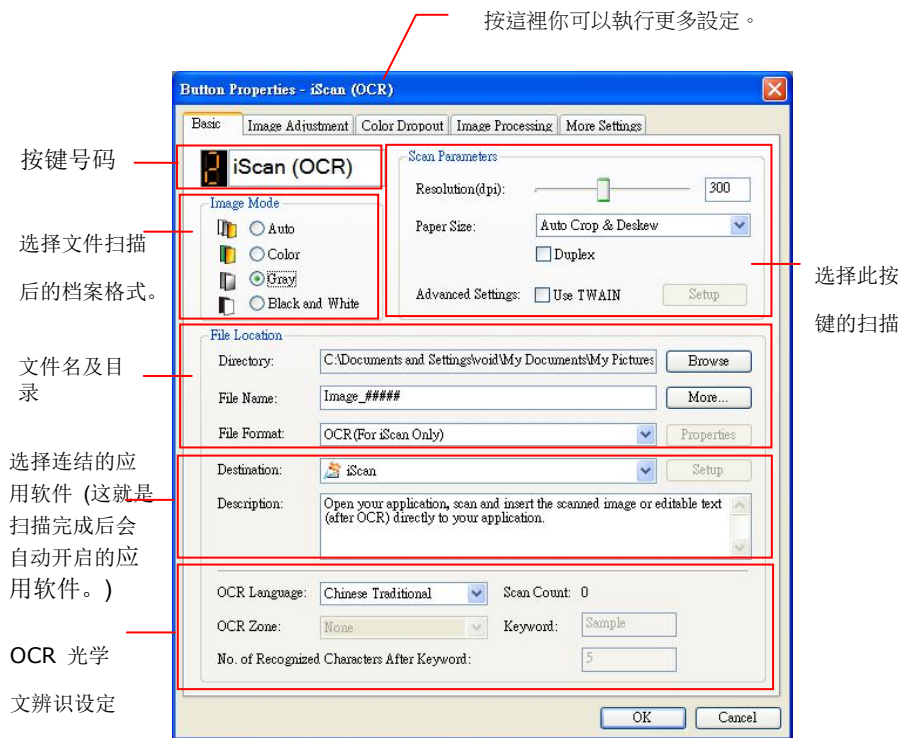 按這裡你可以執行更多設定。
Button Properties - iScan (OCR)
Basic Image Adjustment Color Dropout Image Processing More Settings
按键号码
2 iScan (OCR)
Scan Parameters
Resolution(dpi): 300
Paper Size: Auto Crop & Deskew
Duplex
Advanced Settings: Use TWAIN Setup
选择此按
键的扫描
Image Mode
Auto
Color
Gray
Black and White
选择文件扫描
后的档案格式。
File Location
Directory: C:\Documents and Settings\void\My Documents\My Pictures Browse
File Name: Image_##### More...
File Format: OCR(For iScan Only) Properties
文件名及目
录
Destination: iScan Setup
Description: Open your application, scan and insert the scanned image or editable text
(after OCR) directly to your application.
选择连结的应
用软件 (这就是
扫描完成后会
自动开启的应
用软件。)
OCR Language: Chinese Traditional Scan Count: 0
OCR Zone: None Keyword: Sample
No. of Recognized Characters After Keyword: 5
OCR 光学
文辨识设定
OK Cancel